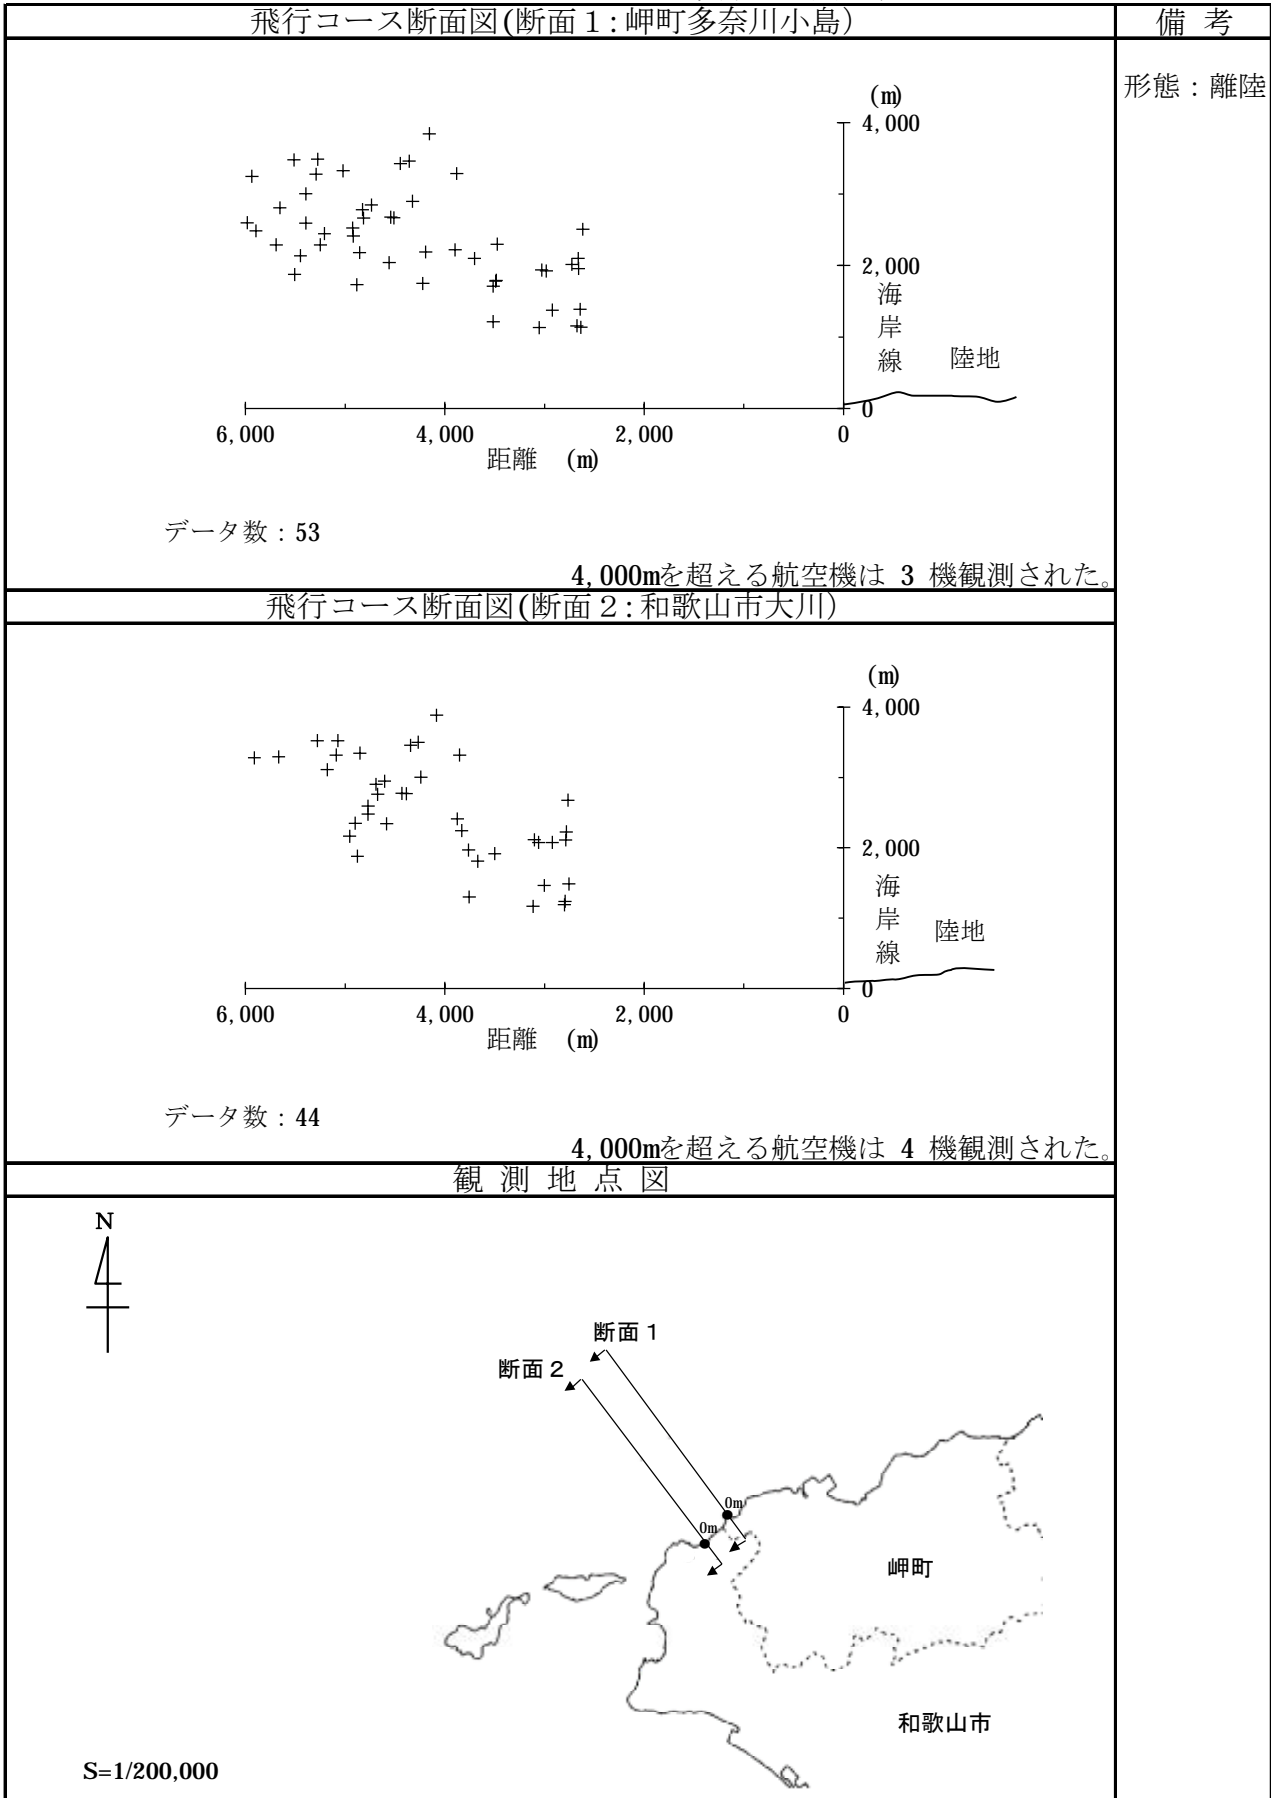 飛行コース断面図(断面１:岬町多奈川小島)
備 考
形態：離陸
(m)
4,000
2,000
海岸線
陸地
0
6,000 4,000 2,000 0
距離 (m)
データ数：53
4,000mを超える航空機は 3 機観測された。
飛行コース断面図(断面２:和歌山市大川)
(m)
4,000
2,000
海岸線
陸地
0
6,000 4,000 2,000 0
距離 (m)
データ数：44
4,000mを超える航空機は 4 機観測された。
観 測 地 点 図
N
断面１
断面２
0m
0m
岬町
和歌山市
S=1/200,000